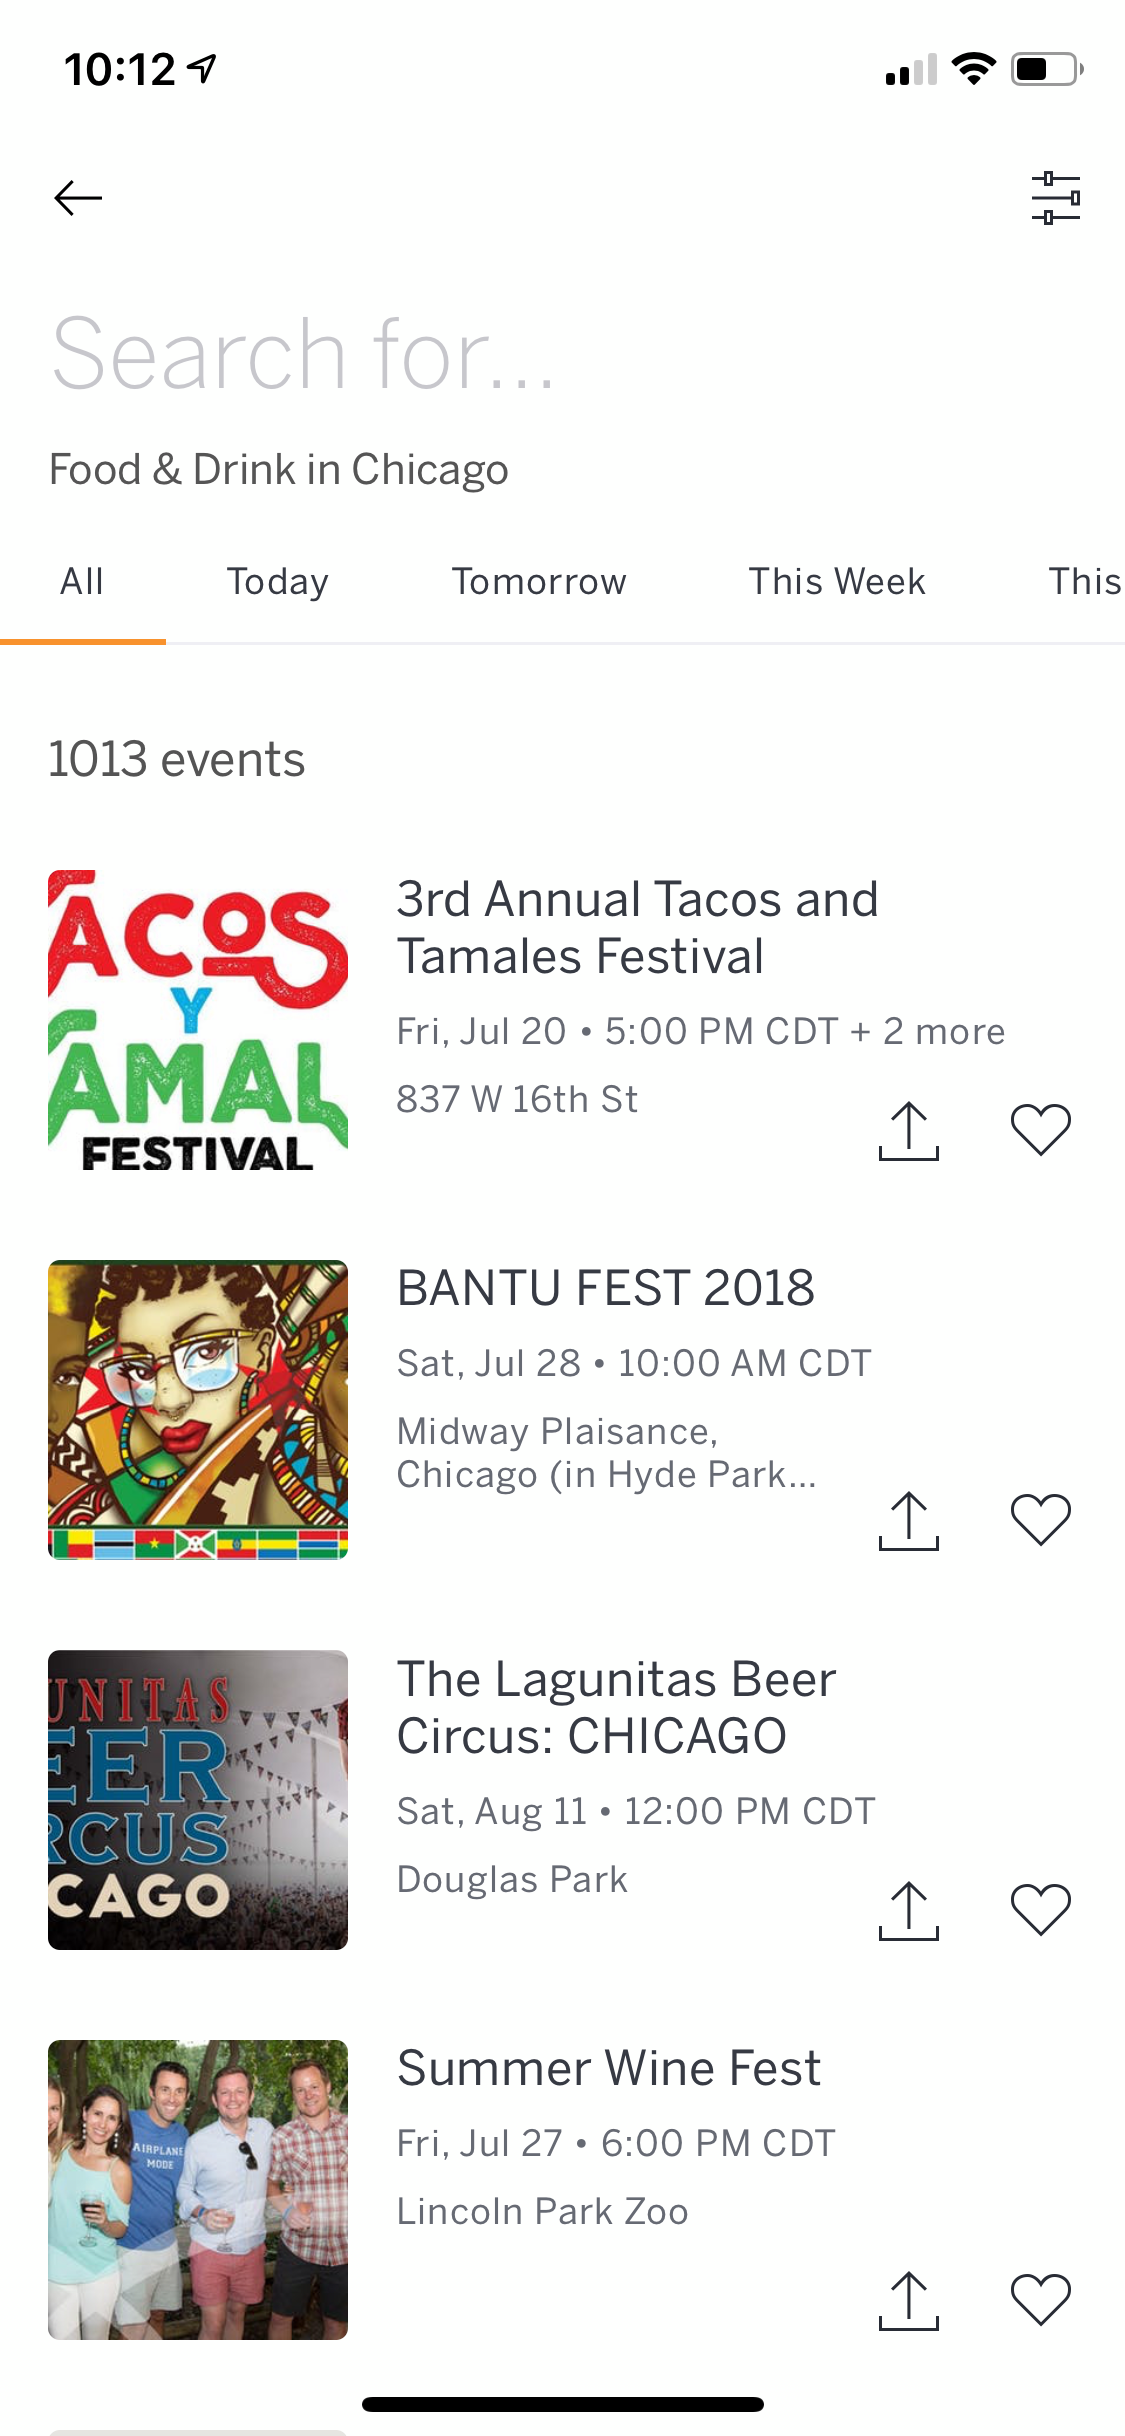 10:12
Search for...
Food & Drink in Chicago
All Today Tomorrow This Week This
1013 events
ACOS
Y
AMAL
FESTIVAL
3rd Annual Tacos and
Tamales Festival
Fri, Jul 20 • 5:00 PM CDT + 2 more
837 W 16th St
BANTU FEST 2018
Sat, Jul 28 • 10:00 AM CDT
Midway Plaisance,
Chicago (in Hyde Park...
UNITAS
EER
RCUS
CAGO
The Lagunitas Beer
Circus: CHICAGO
Sat, Aug 11 • 12:00 PM CDT
Douglas Park
AIRPLANE
MODE
Summer Wine Fest
Fri, Jul 27 • 6:00 PM CDT
Lincoln Park Zoo